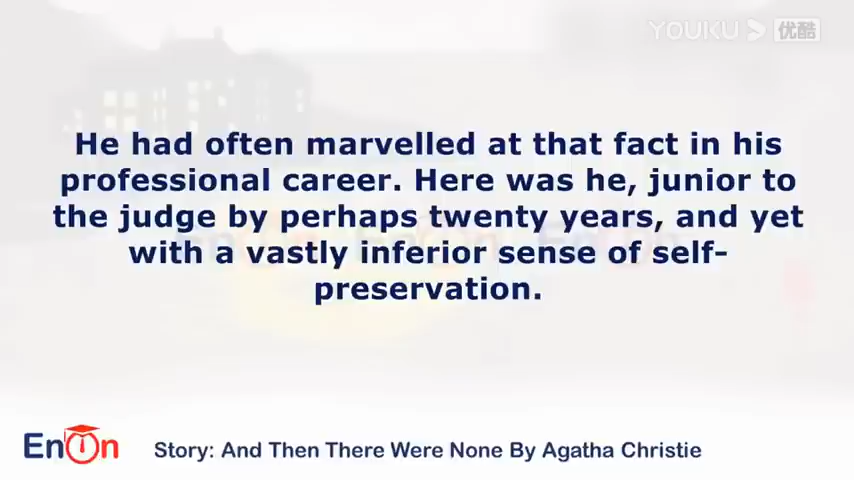 YOUKU 优酷
He had often marvelled at that fact in his
professional career. Here was he, junior to
the judge by perhaps twenty years, and yet
with a vastly inferior sense of self-
preservation.
EnOn
Story: And Then There Were None By Agatha Christie